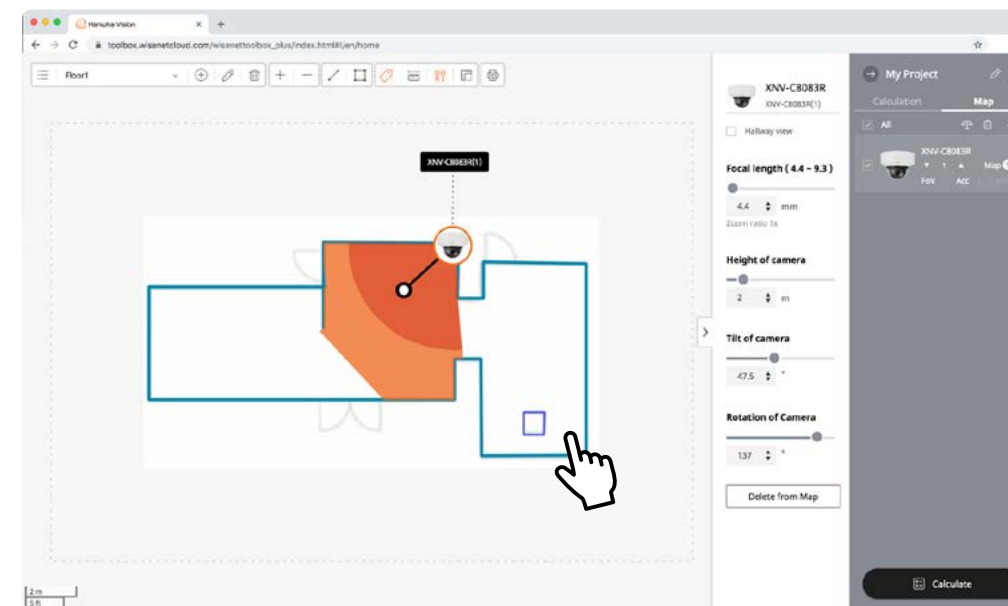 Hanwha Vision
toolbox.wisenetcloud.com/wisenettoolbox_plus/index.html#!/en/home
Floor1
XNV-C8083R(1)
2 m
5 ft
XNV-C8083R
XNV-C8083R(1)
Hallway view
Focal length ( 4.4 ~ 9.3 )
4.4 mm
Zoom ratio 1x
Height of camera
2 m
Tilt of camera
47.5 °
Rotation of Camera
137 °
Delete from Map
My Project
Calculation Map
All
XNV-C8083R
1 Map
FoV Acc
Calculate